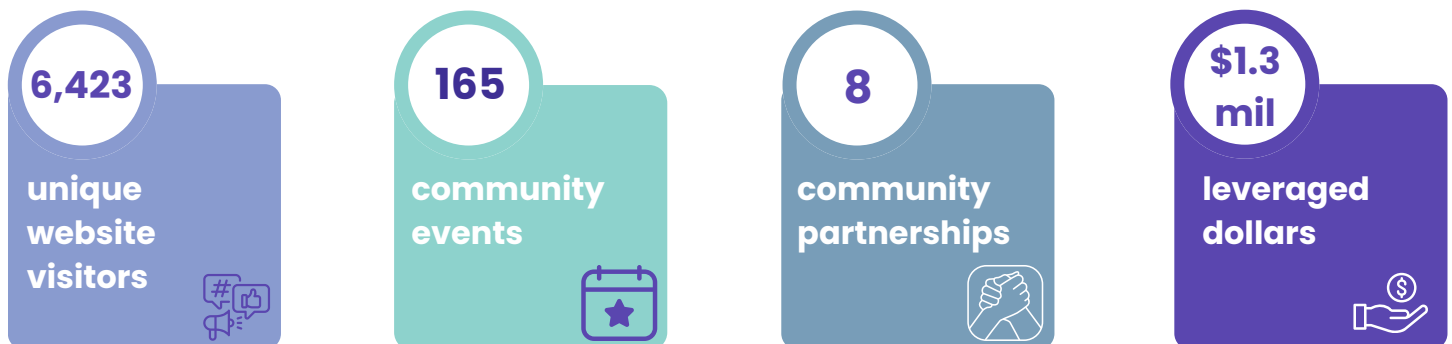 6,423
unique
website
visitors
#
165
community
events
8
community
partnerships
$1.3
mil
leveraged
dollars
$